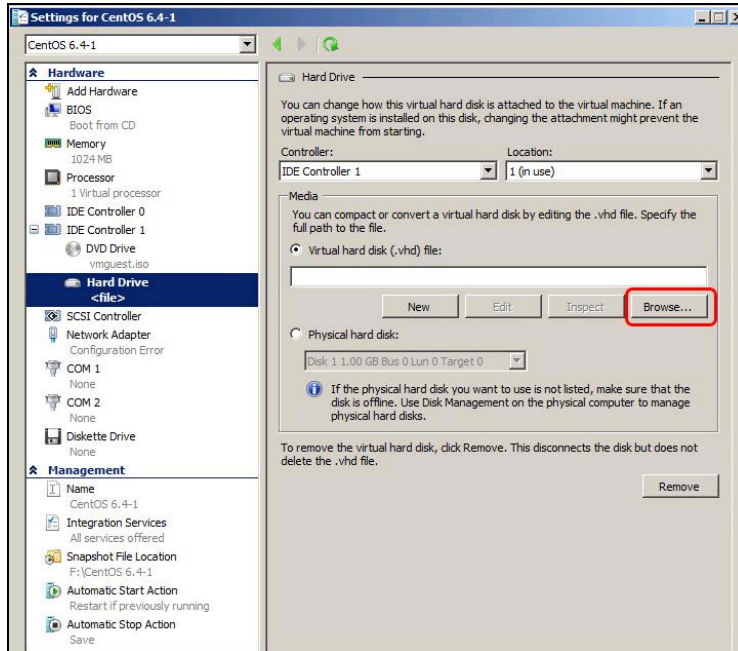 Settings for CentOS 6.4-1
CentOS 6.4-1
Hardware
Add Hardware
BIOS
Boot from CD
Memory
1024 MB
Processor
1 Virtual processor
IDE Controller 0
IDE Controller 1
DVD Drive
vmguest.iso
Hard Drive
<file>
SCSI Controller
Network Adapter
Configuration Error
COM 1
None
COM 2
None
Diskette Drive
None
Management
Name
CentOS 6.4-1
Integration Services
All services offered
Snapshot File Location
F:\CentOS 6.4-1
Automatic Start Action
Restart if previously running
Automatic Stop Action
Save
Hard Drive
You can change how this virtual hard disk is attached to the virtual machine. If an
operating system is installed on this disk, changing the attachment might prevent the
virtual machine from starting.
Controller: Location:
IDE Controller 1 1 (in use)
Media
You can compact or convert a virtual hard disk by editing the .vhd file. Specify the
full path to the file.
Virtual hard disk (.vhd) file:
New Edit Inspect Browse...
Physical hard disk:
Disk 1 1.00 GB Bus 0 Lun 0 Target 0
If the physical hard disk you want to use is not listed, make sure that the
disk is offline. Use Disk Management on the physical computer to manage
physical hard disks.
To remove the virtual hard disk, click Remove. This disconnects the disk but does not
delete the .vhd file.
Remove